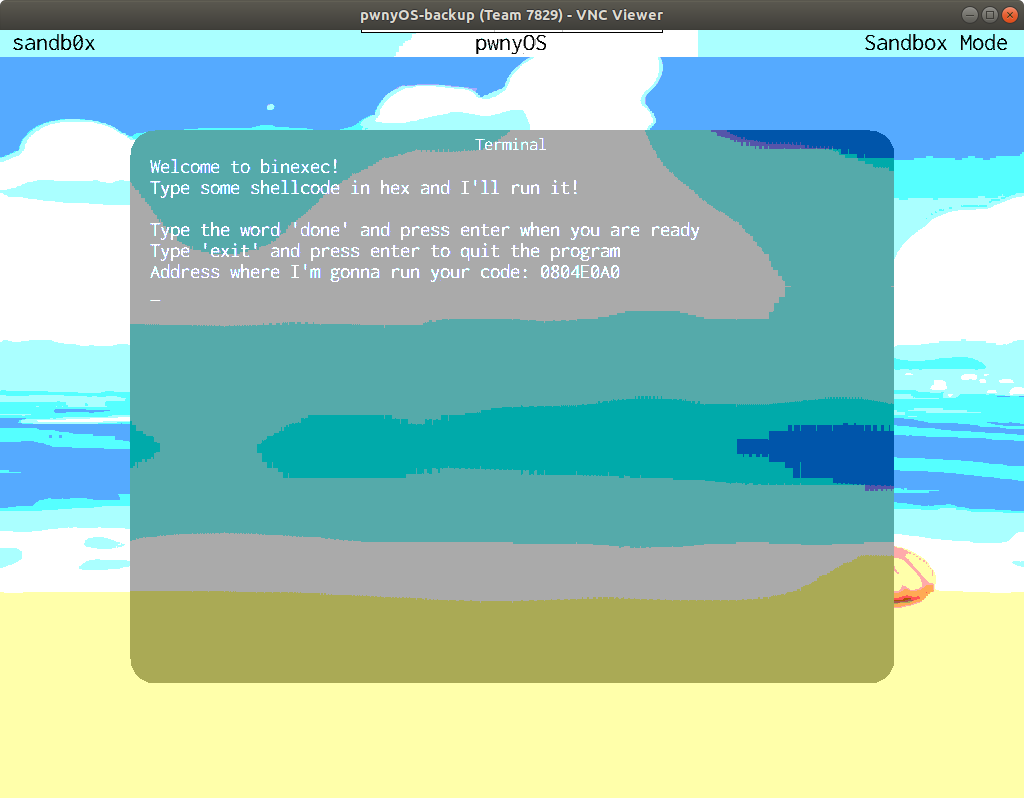 pwnyOS-backup (Team 7829) - VNC Viewer
sandb0x pwnyOS Sandbox Mode
Terminal
Welcome to binexec!
Type some shellcode in hex and I'll run it!
Type the word 'done' and press enter when you are ready
Type 'exit' and press enter to quit the program
Address where I'm gonna run your code: 0804E0A0
_